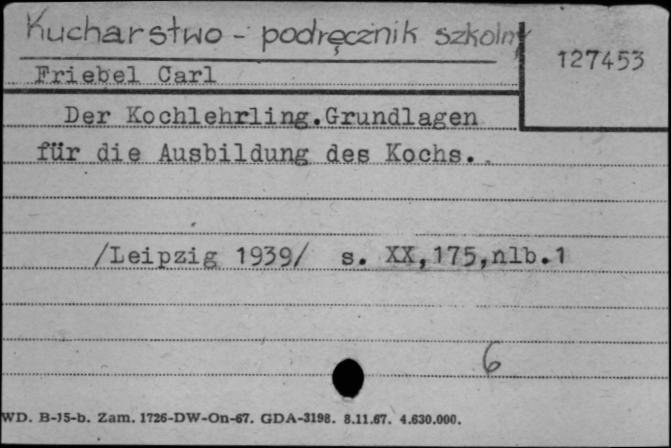 Kucharstwo - podręcznik szkolny
127453
Friebel Carl
Der Kochlehrling.Grundlagen
für die Ausbildung des Kochs.
/Leipzig 1939/ s. XX,175,nlb.1
6
WD. B-15-b. Zam. 1726-DW-On-67. GDA-3198. 8.11.67. 4.630.000.